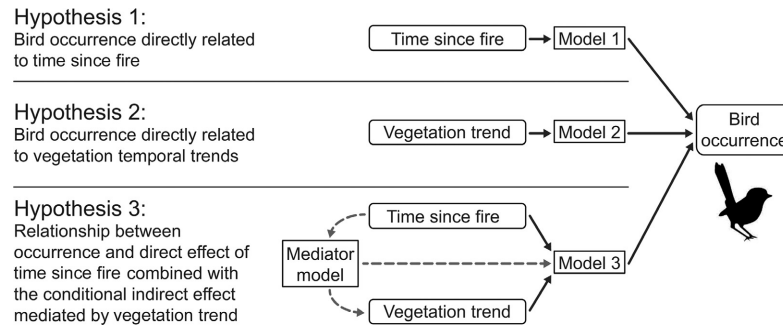 Hypothesis 1:
Bird occurrence directly related
to time since fire
Time since fire
Model 1
Hypothesis 2:
Bird occurrence directly related
to vegetation temporal trends
Vegetation trend
Model 2
Bird
occurrence
Hypothesis 3:
Relationship between
occurrence and direct effect of
time since fire combined with
the conditional indirect effect
mediated by vegetation trend
Time since fire
Mediator
model
Model 3
Vegetation trend